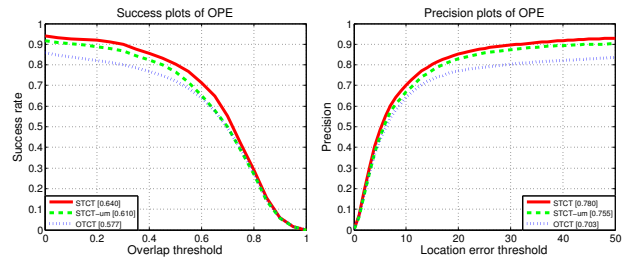 Success plots of OPE
1
0.9
0.8
0.7
0.6
0.5
0.4
0.3
0.2
0.1
0
Success rate
STCT [0.640]
STCT-um [0.610]
OTCT [0.577]
0 0.2 0.4 0.6 0.8 1
Overlap threshold
Precision plots of OPE
1
0.9
0.8
0.7
0.6
0.5
0.4
0.3
0.2
0.1
0
Precision
STCT [0.780]
STCT-um [0.755]
OTCT [0.703]
0 10 20 30 40 50
Location error threshold